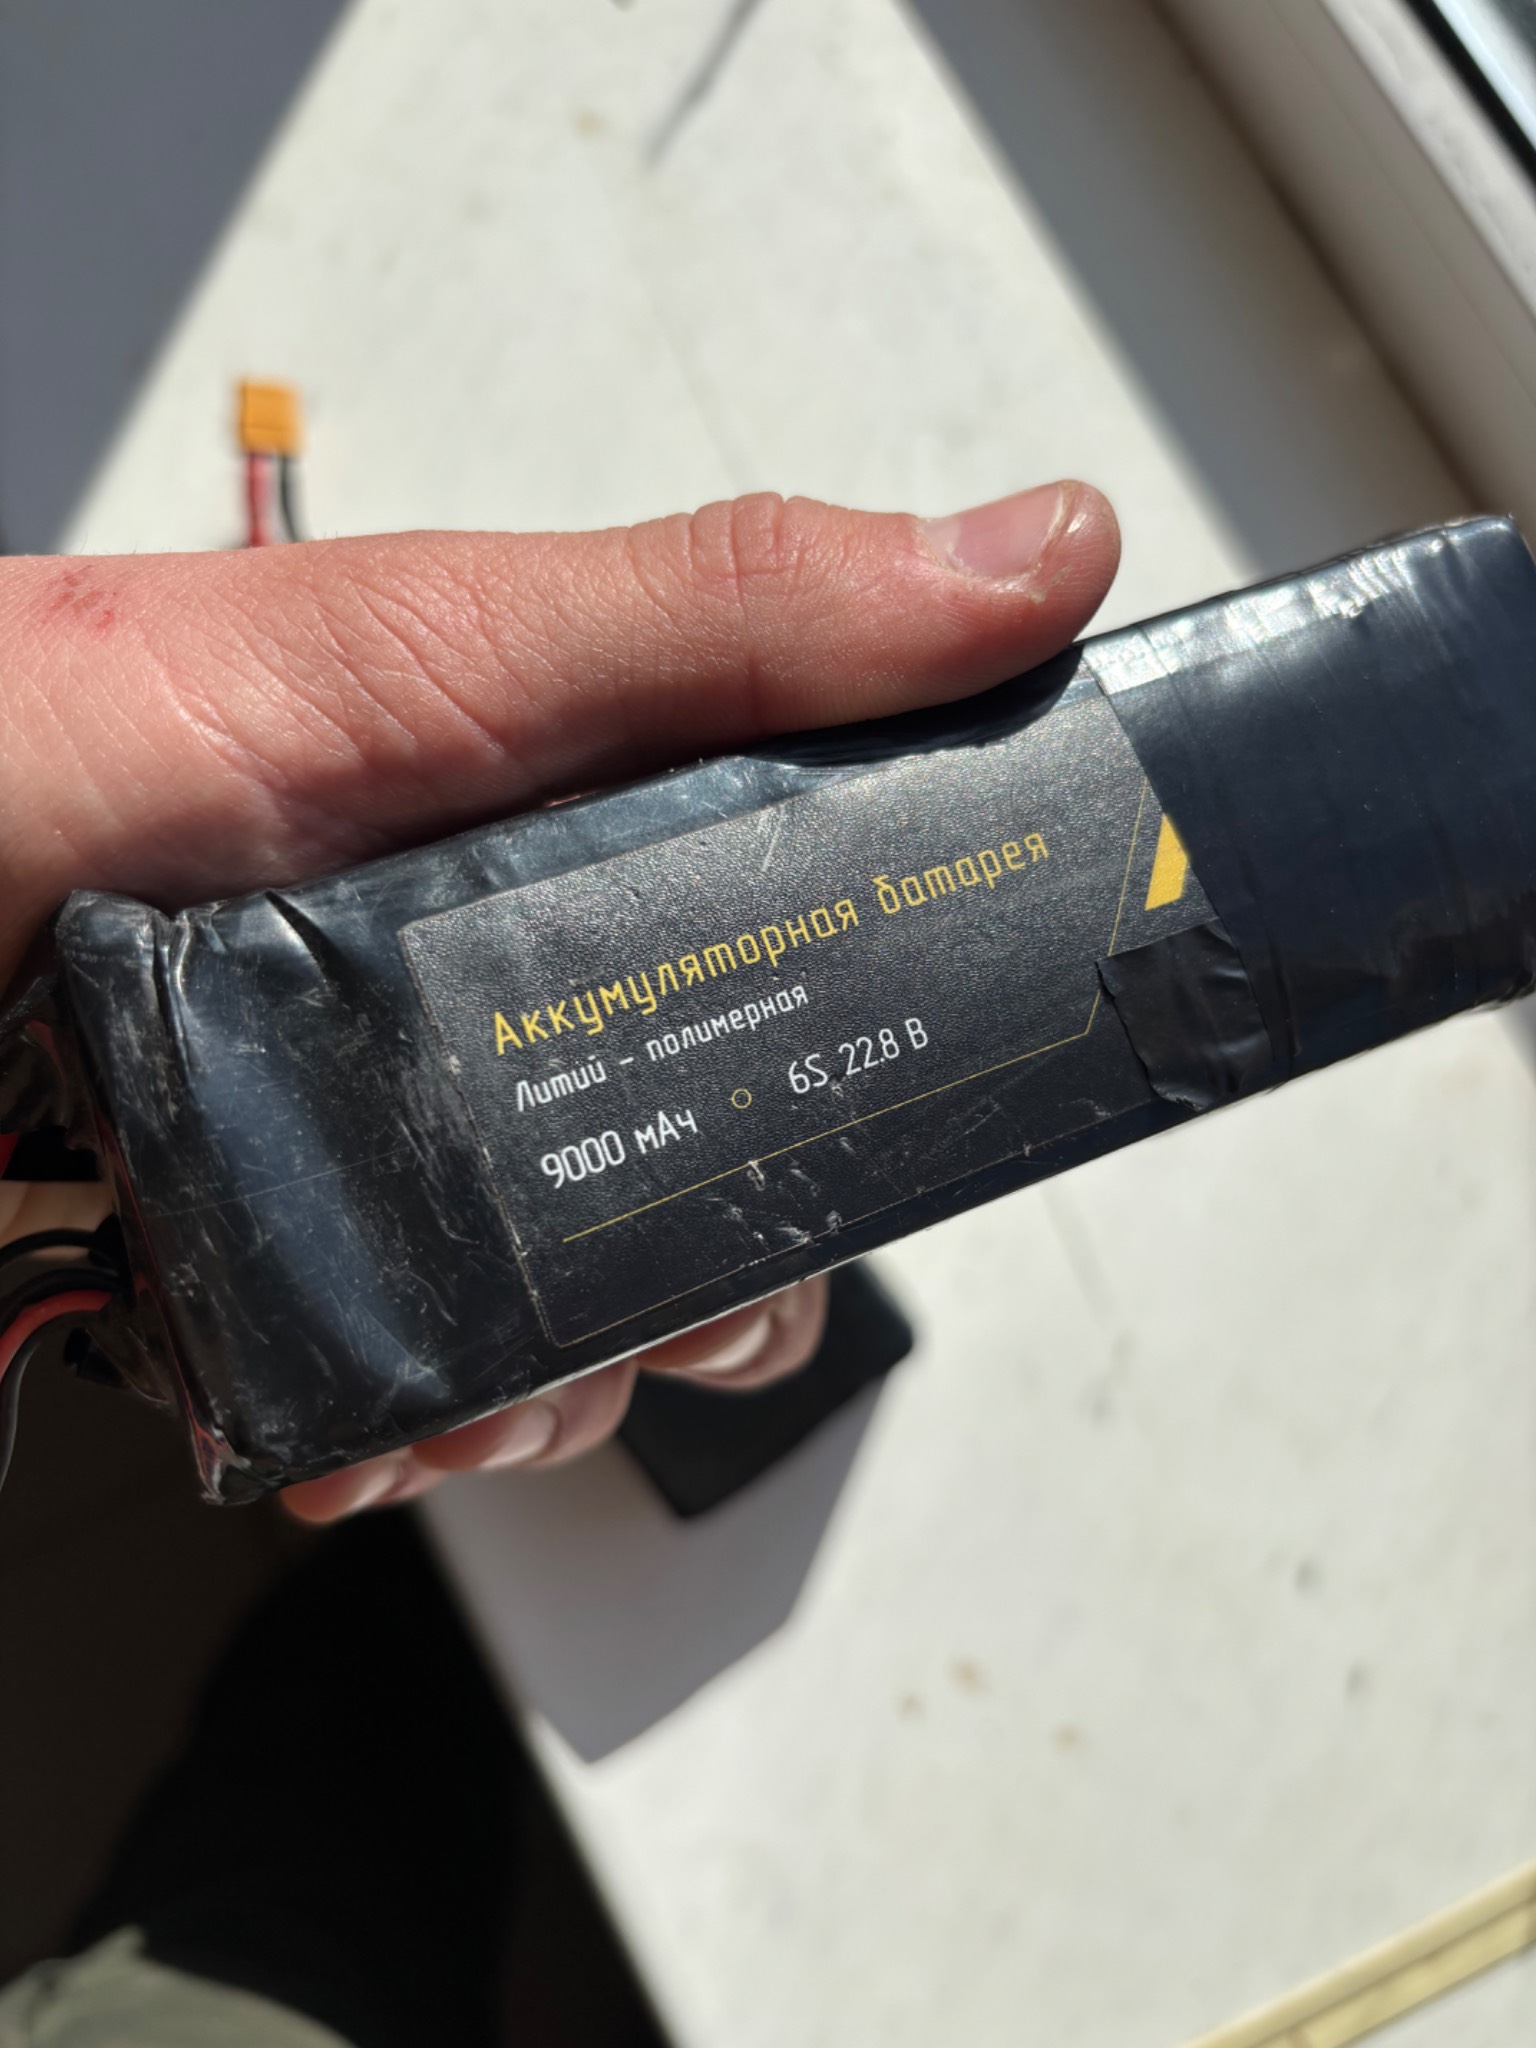 Аккумуляторная батарея
Литий - полимерная
9000 мАч ○ 6S 22.8 В